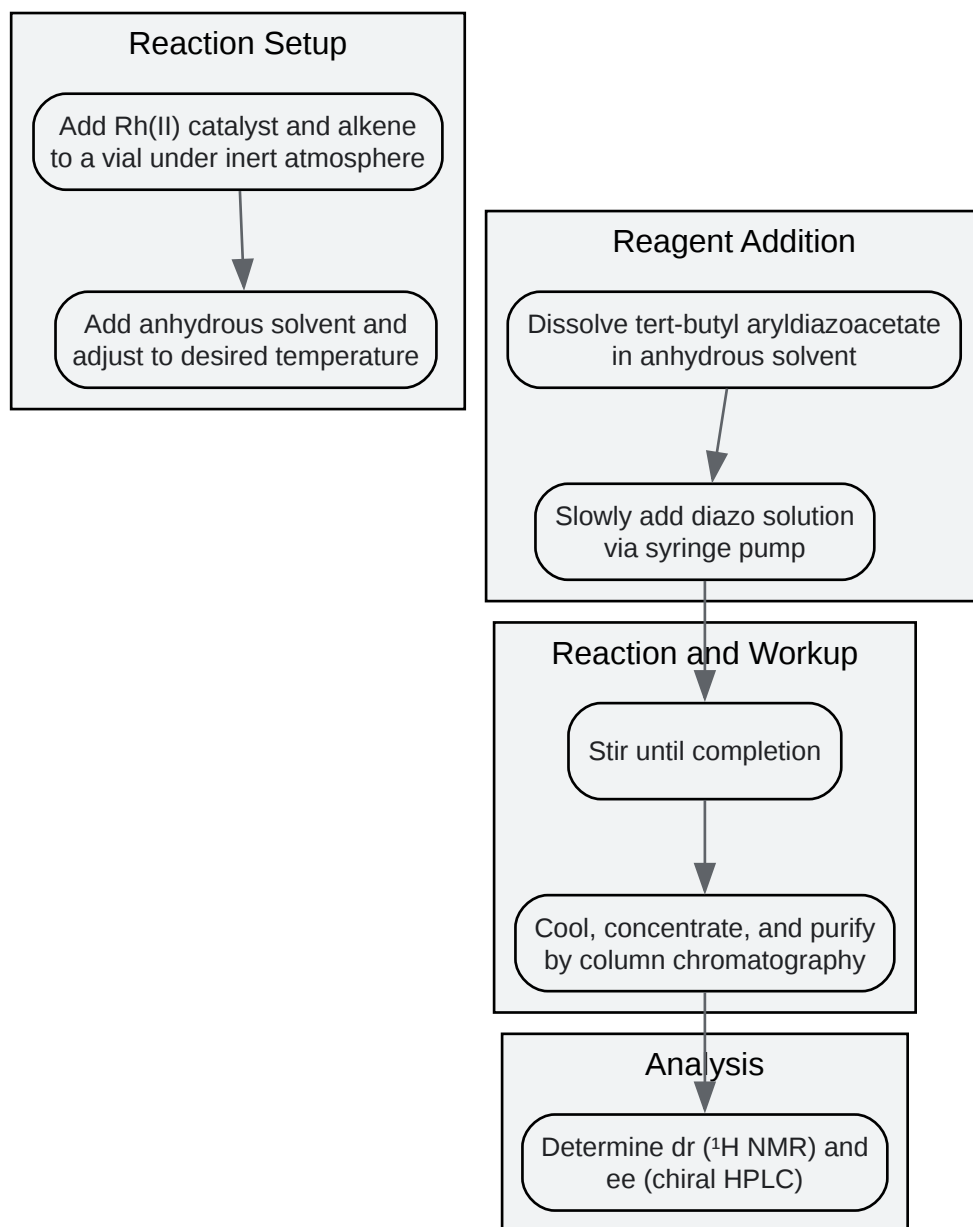 Reaction Setup
Add Rh(II) catalyst and alkene
to a vial under inert atmosphere
Add anhydrous solvent and
adjust to desired temperature
Reagent Addition
Dissolve tert-butyl aryldiazoacetate
in anhydrous solvent
Slowly add diazo solution
via syringe pump
Reaction and Workup
Stir until completion
Cool, concentrate, and purify
by column chromatography
Analysis
Determine dr (¹H NMR) and
ee (chiral HPLC)